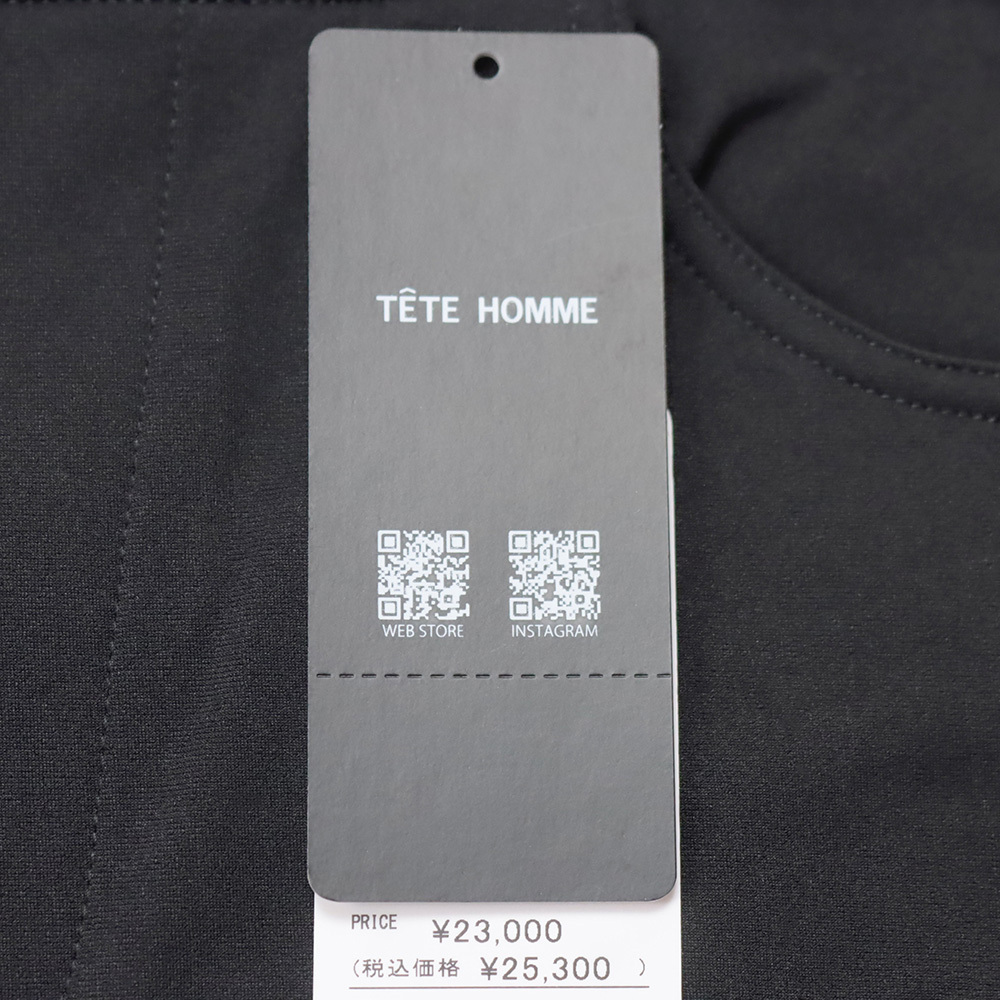 TÊTE HOMME
WEB STORE INSTAGRAM
PRICE ¥23,000
(税込価格 ¥25,300 )